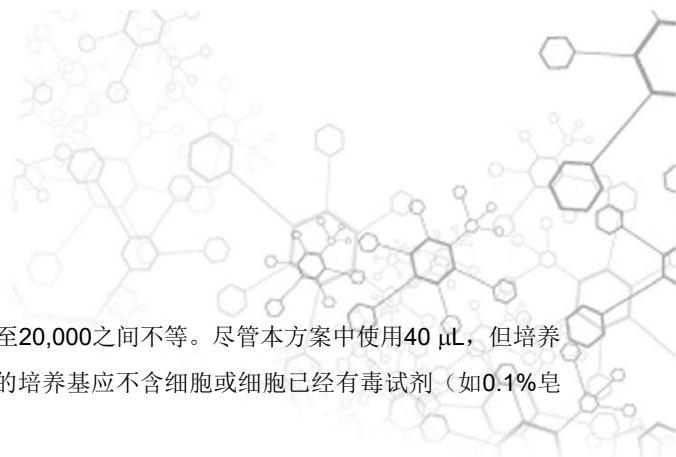 至20,000之间不等。尽管本方案中使用40 μL，但培养
的培养基应不含细胞或细胞已经有毒试剂（如0.1%皂